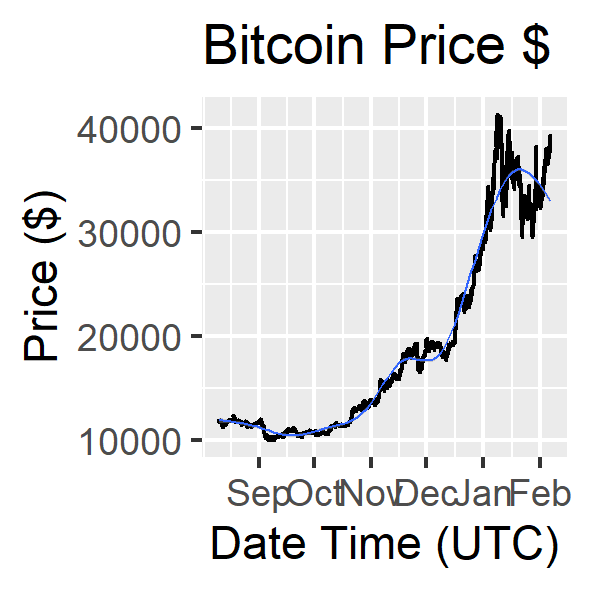 Bitcoin Price $
40000
30000
20000
10000
Price ($)
Sep Oct Nov Dec Jan Feb
Date Time (UTC)